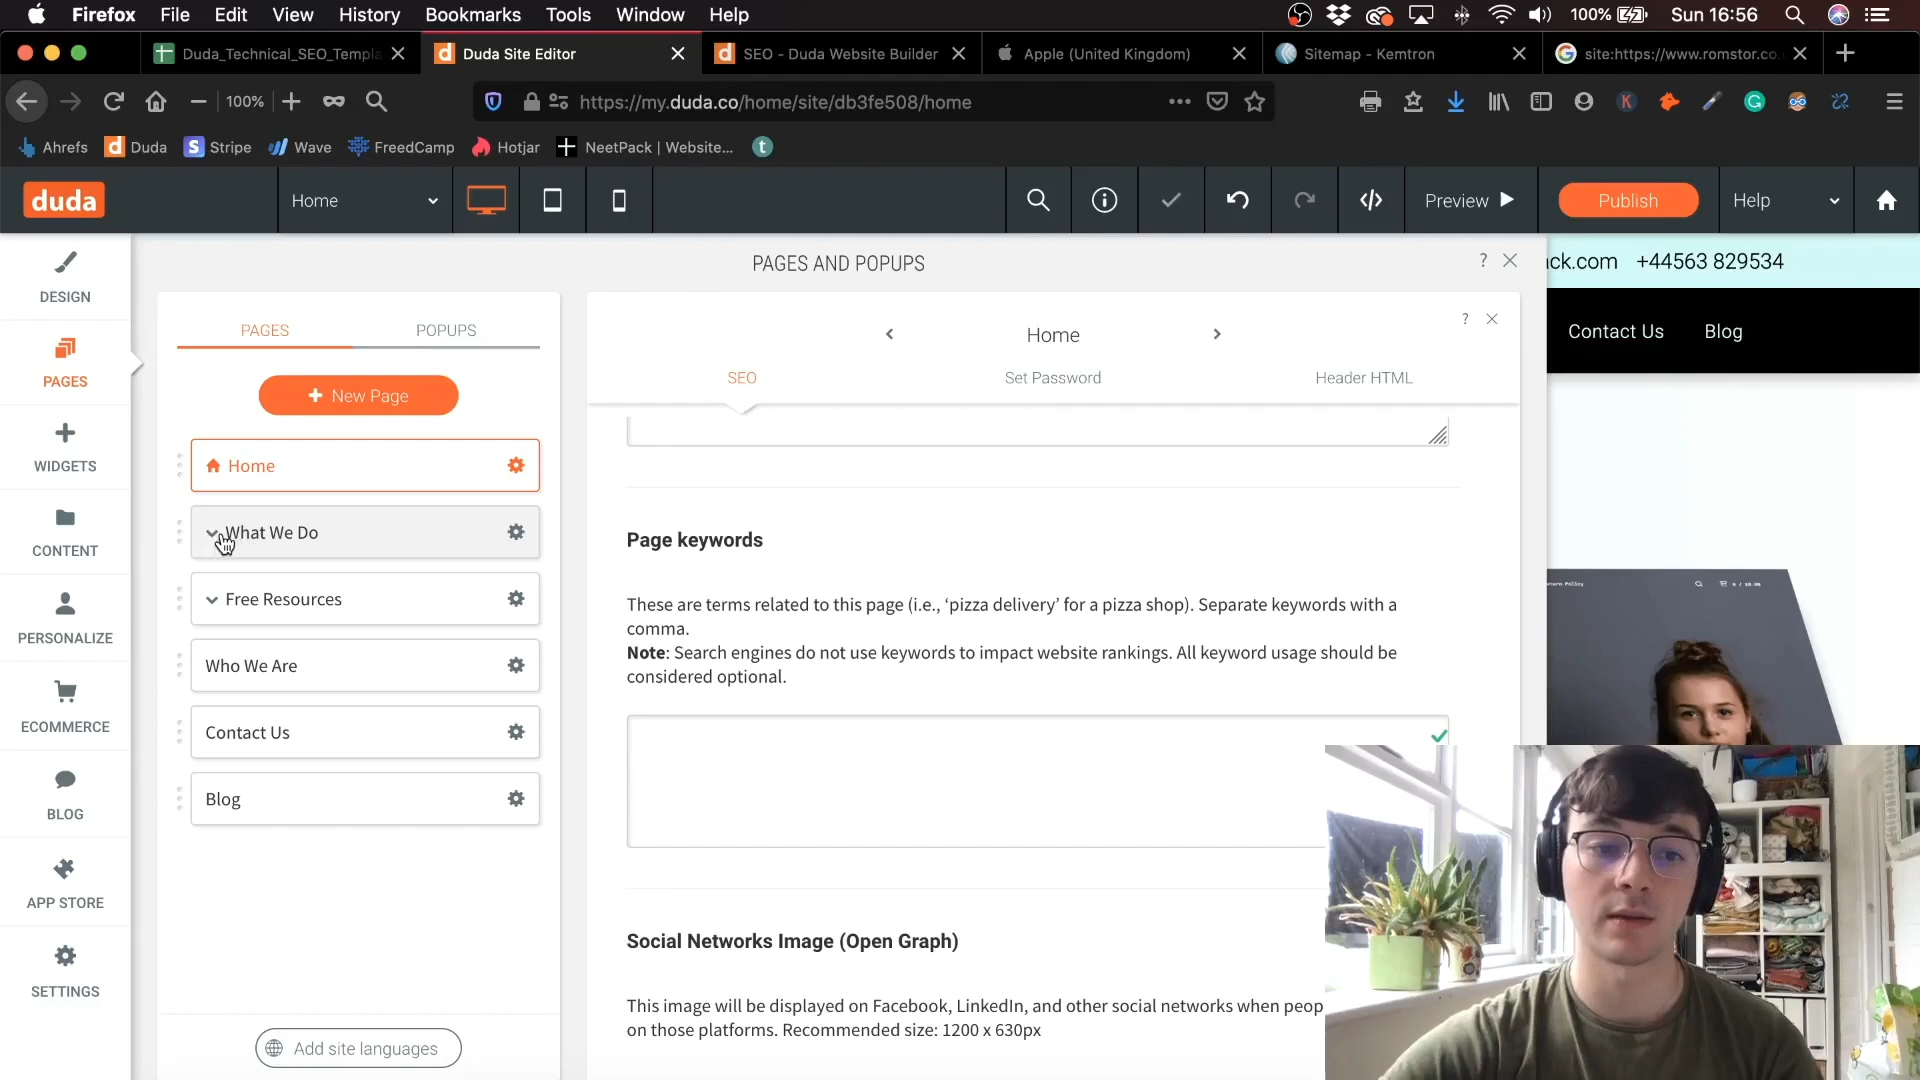 Firefox File Edit View History Bookmarks Tools Window Help 100% Sun 16:56
Duda_Technical_SEO_Templa Duda Site Editor SEO - Duda Website Builder Apple (United Kingdom) Sitemap - Kemtron site:https://www.romstor.co.
100% https://my.duda.co/home/site/db3fe508/home
Ahrefs Duda Stripe Wave FreedCamp Hotjar NeetPack | Website...
duda Home Preview Publish Help
DESIGN
PAGES
WIDGETS
CONTENT
PERSONALIZE
ECOMMERCE
BLOG
APP STORE
SETTINGS
PAGES AND POPUPS
PAGES POPUPS
+ New Page
Home
What We Do
Free Resources
Who We Are
Contact Us
Blog
Add site languages
Home
SEO Set Password Header HTML
Page keywords
These are terms related to this page (i.e., ‘pizza delivery’ for a pizza shop). Separate keywords with a
comma.
Note: Search engines do not use keywords to impact website rankings. All keyword usage should be
considered optional.
Social Networks Image (Open Graph)
This image will be displayed on Facebook, LinkedIn, and other social networks when peop
on those platforms. Recommended size: 1200 x 630px
ck.com +44563 829534
Contact Us Blog